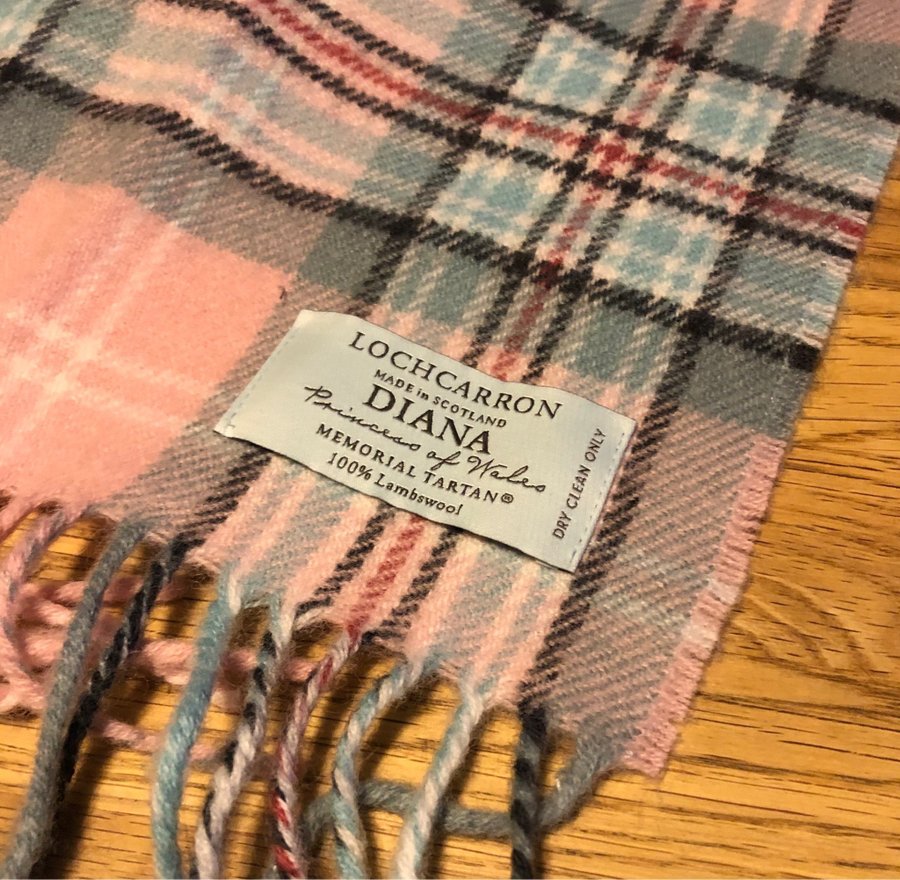 LOCHCARRON
MADE in SCOTLAND
DIANA
Princess of Wales
MEMORIAL TARTAN®
100% Lambswool
DRY CLEAN ONLY